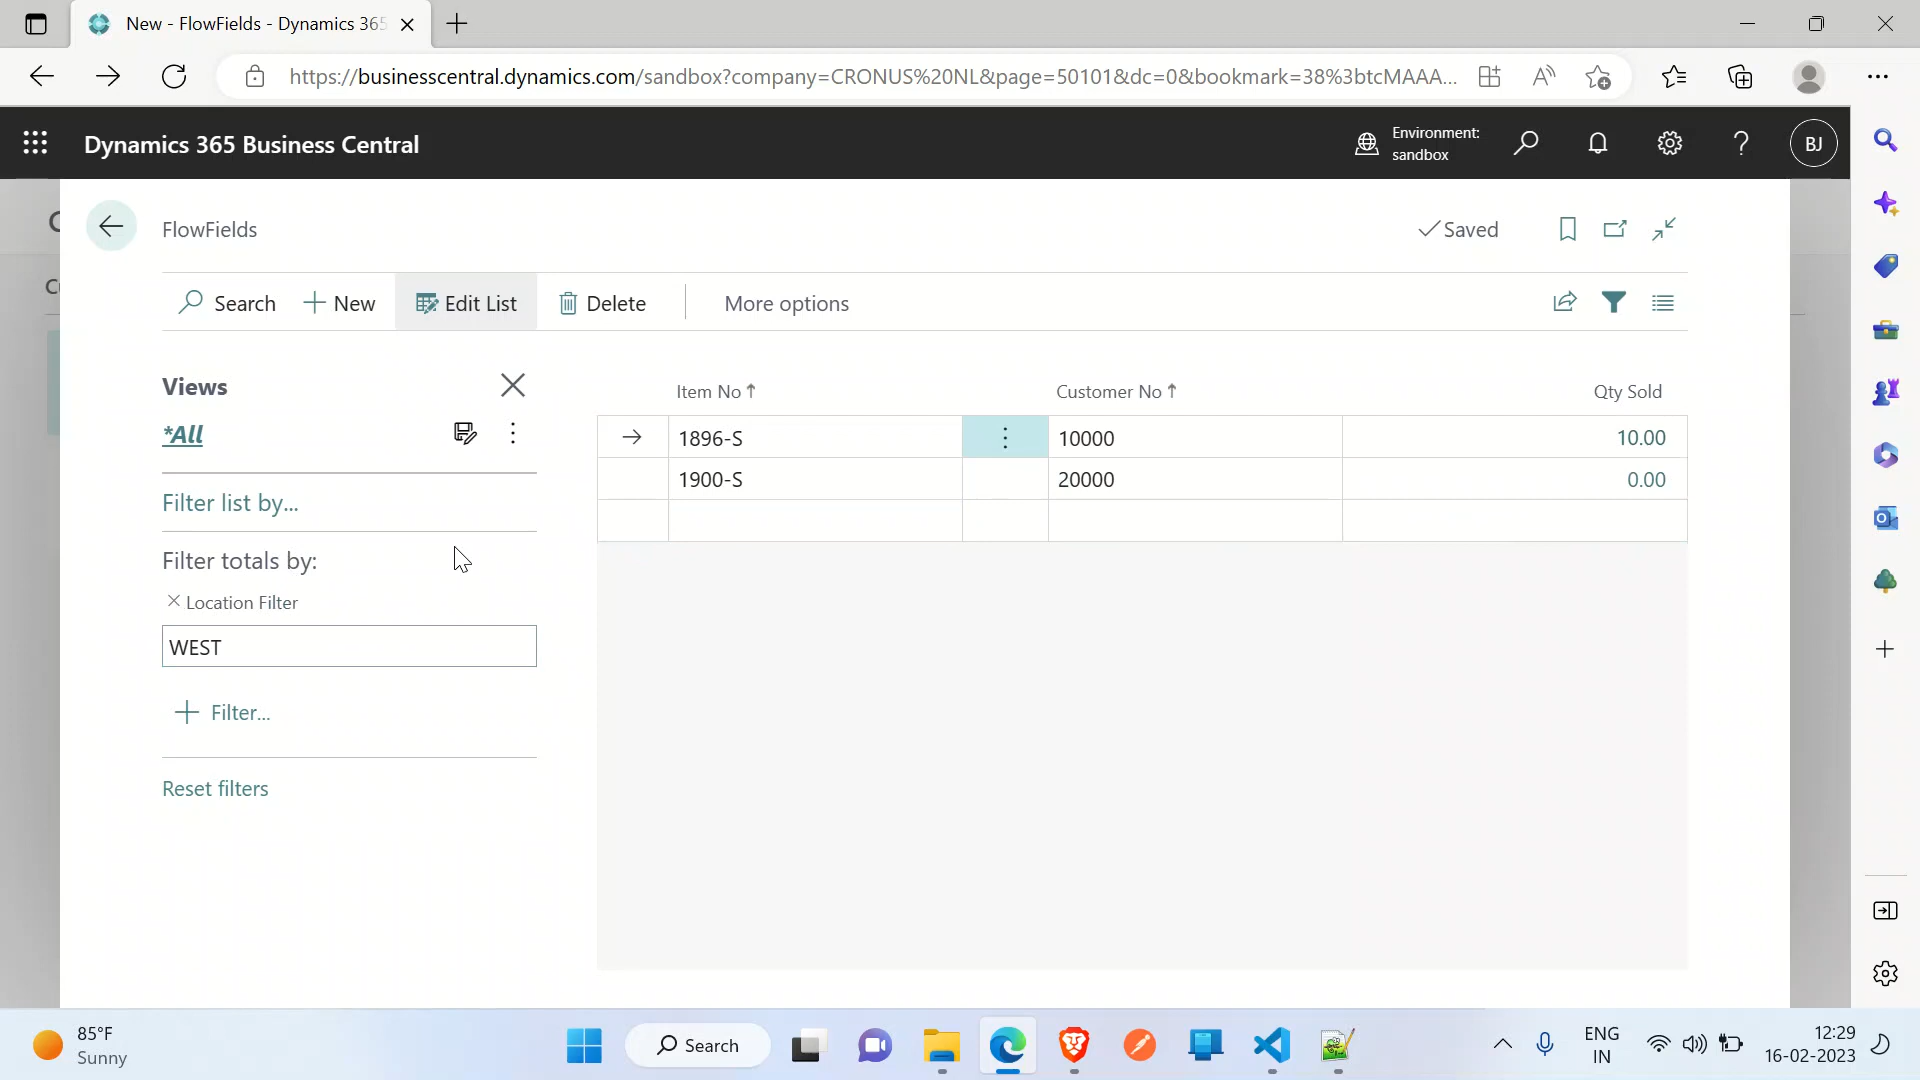 New - FlowFields - Dynamics 365
https://businesscentral.dynamics.com/sandbox?company=CRONUS%20NL&page=50101&dc=0&bookmark=38%3btcMAAA...
Dynamics 365 Business Central
Environment:
sandbox
BJ
FlowFields
Saved
Search
New
Edit List
Delete
More options
Views
*All
Filter list by...
Filter totals by:
Location Filter
WEST
Filter...
Reset filters
Item No ↑ Customer No ↑ Qty Sold
1896-S 10000 10.00
1900-S 20000 0.00
85°F
Sunny
Search
ENG
IN
12:29
16-02-2023